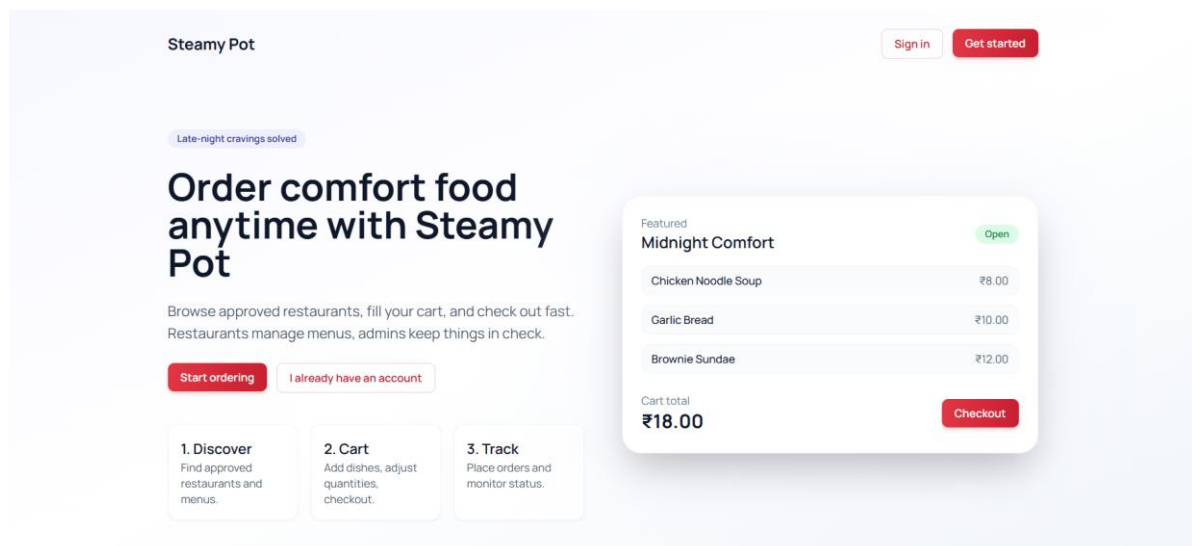 Steamy Pot
Sign in
Get started
Late-night cravings solved
Order comfort food
anytime with Steamy
Pot
Browse approved restaurants, fill your cart, and check out fast.
Restaurants manage menus, admins keep things in check.
Start ordering
I already have an account
1. Discover
Find approved
restaurants and
menus.
2. Cart
Add dishes, adjust
quantities,
checkout.
3. Track
Place orders and
monitor status.
Featured
Midnight Comfort
Open
Chicken Noodle Soup
₹8.00
Garlic Bread
₹10.00
Brownie Sundae
₹12.00
Cart total
₹18.00
Checkout